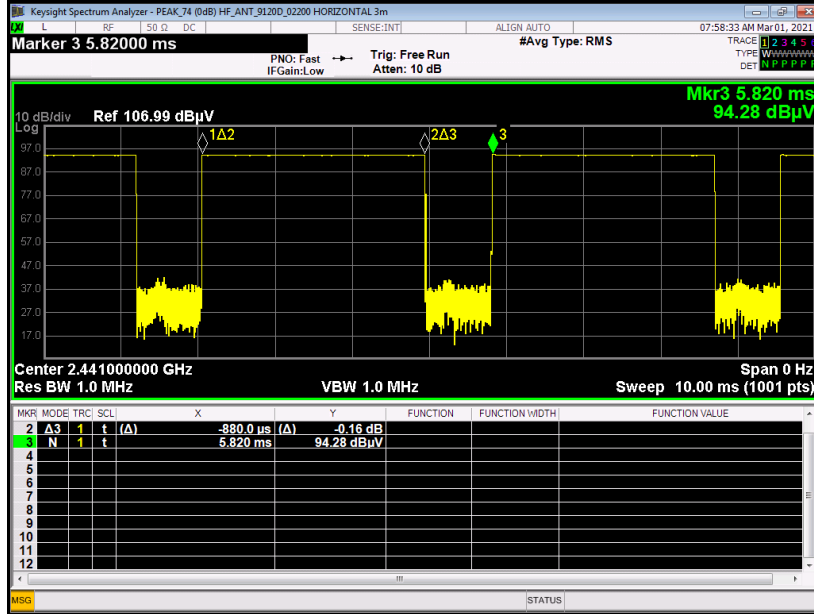 Keysight Spectrum Analyzer - PEAK_74 (0dB) HF_ANT_9120D_02200 HORIZONTAL 3m
LXI L RF 50 Ω DC SENSE:INT ALIGN AUTO 07:58:33 AM Mar 01, 2021
Marker 3 5.82000 ms
#Avg Type: RMS
TRACE 1 2 3 4 5 6
PNO: Fast
Trig: Free Run
TYPE WWWWWW
IFGain:Low
Atten: 10 dB
DET N P P P P P
Mkr3 5.820 ms
94.28 dBµV
10 dB/div Ref 106.99 dBµV
Log
1Δ2
2Δ3
3
97.0
87.0
77.0
67.0
57.0
47.0
37.0
27.0
17.0
Center 2.441000000 GHz Span 0 Hz
Res BW 1.0 MHz VBW 1.0 MHz Sweep 10.00 ms (1001 pts)
MKR MODE TRC SCL X Y FUNCTION FUNCTION WIDTH FUNCTION VALUE
2 Δ3 1 t (Δ) -880.0 µs (Δ) -0.16 dB
3 N 1 t 5.820 ms 94.28 dBµV
4
5
6
7
8
9
10
11
12
MSG STATUS